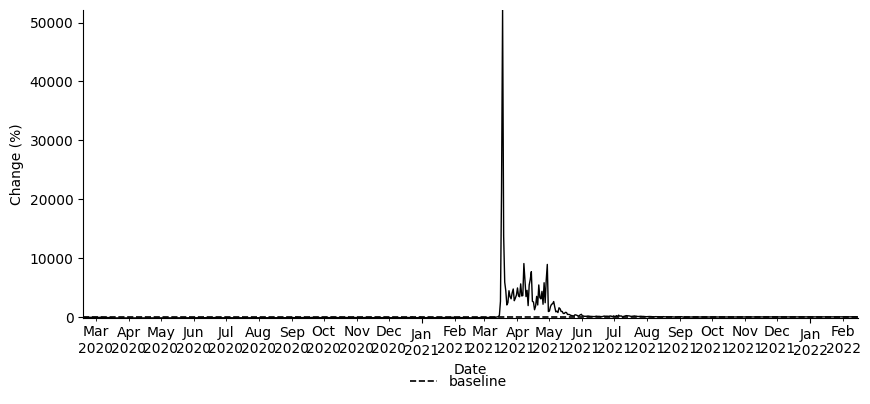 50000
40000
30000
20000
10000
0
Change (%)
Mar Apr May Jun Jul Aug Sep Oct Nov Dec Jan Feb Mar Apr May Jun Jul Aug Sep Oct Nov Dec Jan Feb
2020 2020 2020 2020 2020 2020 2020 2020 2020 2020 2021 2021 2021 2021 2021 2021 2021 2021 2021 2021 2021 2021 2022 2022
Date
baseline